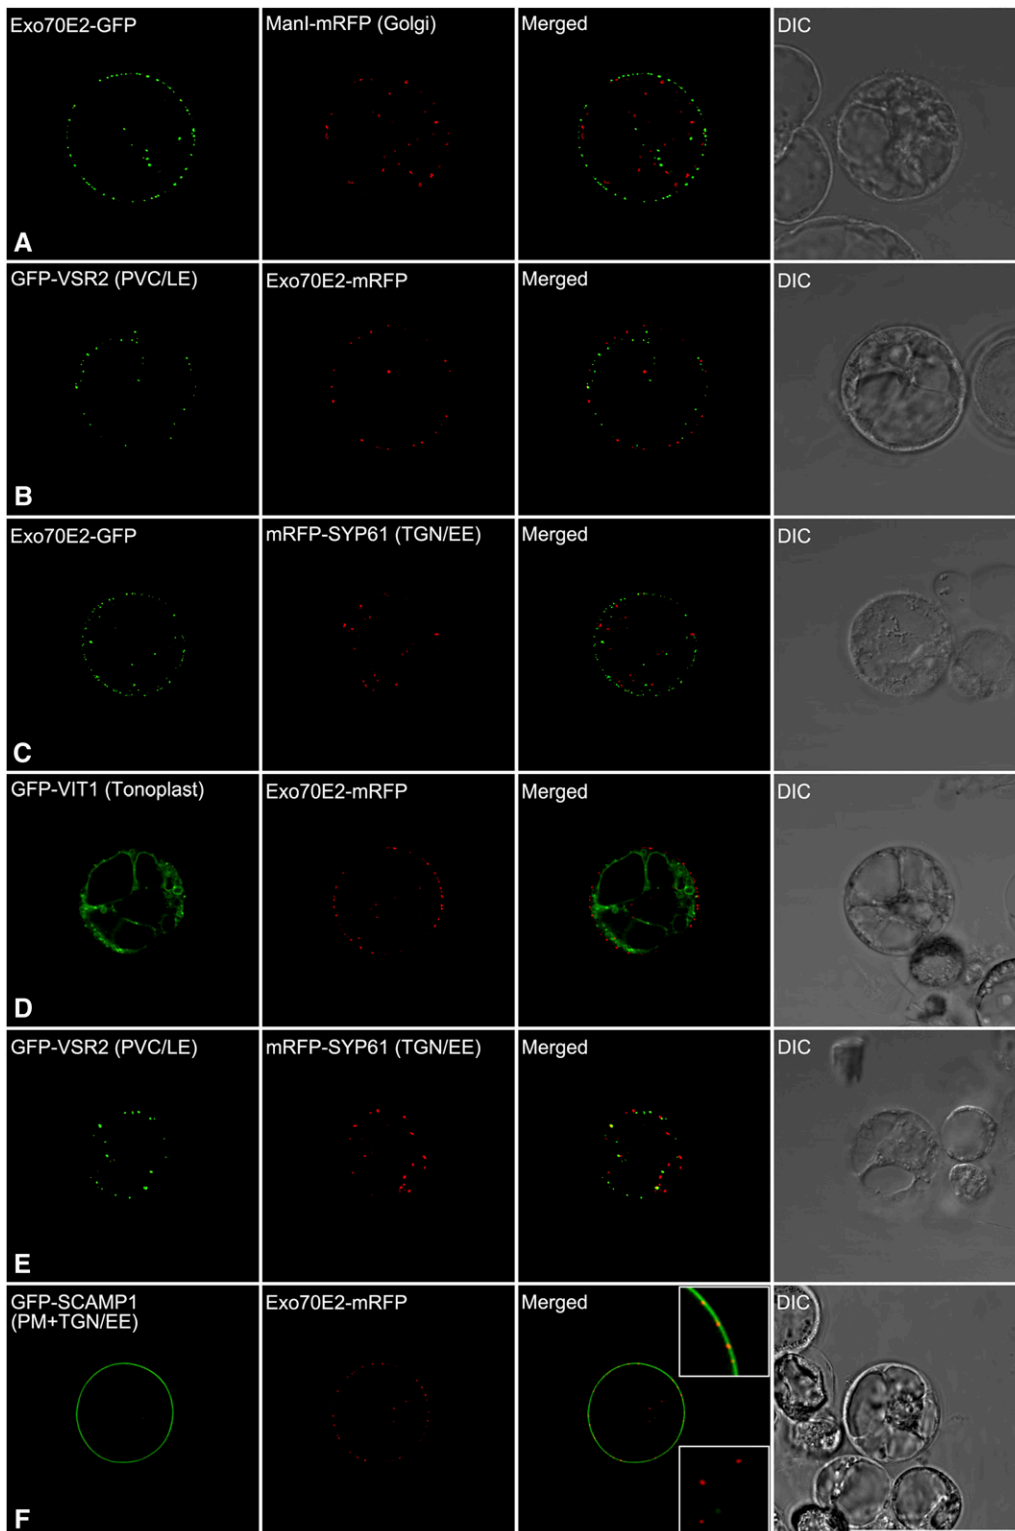 Exo70E2-GFP ManI-mRFP (Golgi) Merged DIC
A
GFP-VSR2 (PVC/LE) Exo70E2-mRFP Merged DIC
B
Exo70E2-GFP mRFP-SYP61 (TGN/EE) Merged DIC
C
GFP-VIT1 (Tonoplast) Exo70E2-mRFP Merged DIC
D
GFP-VSR2 (PVC/LE) mRFP-SYP61 (TGN/EE) Merged DIC
E
GFP-SCAMP1 Exo70E2-mRFP Merged DIC
(PM+TGN/EE)
F